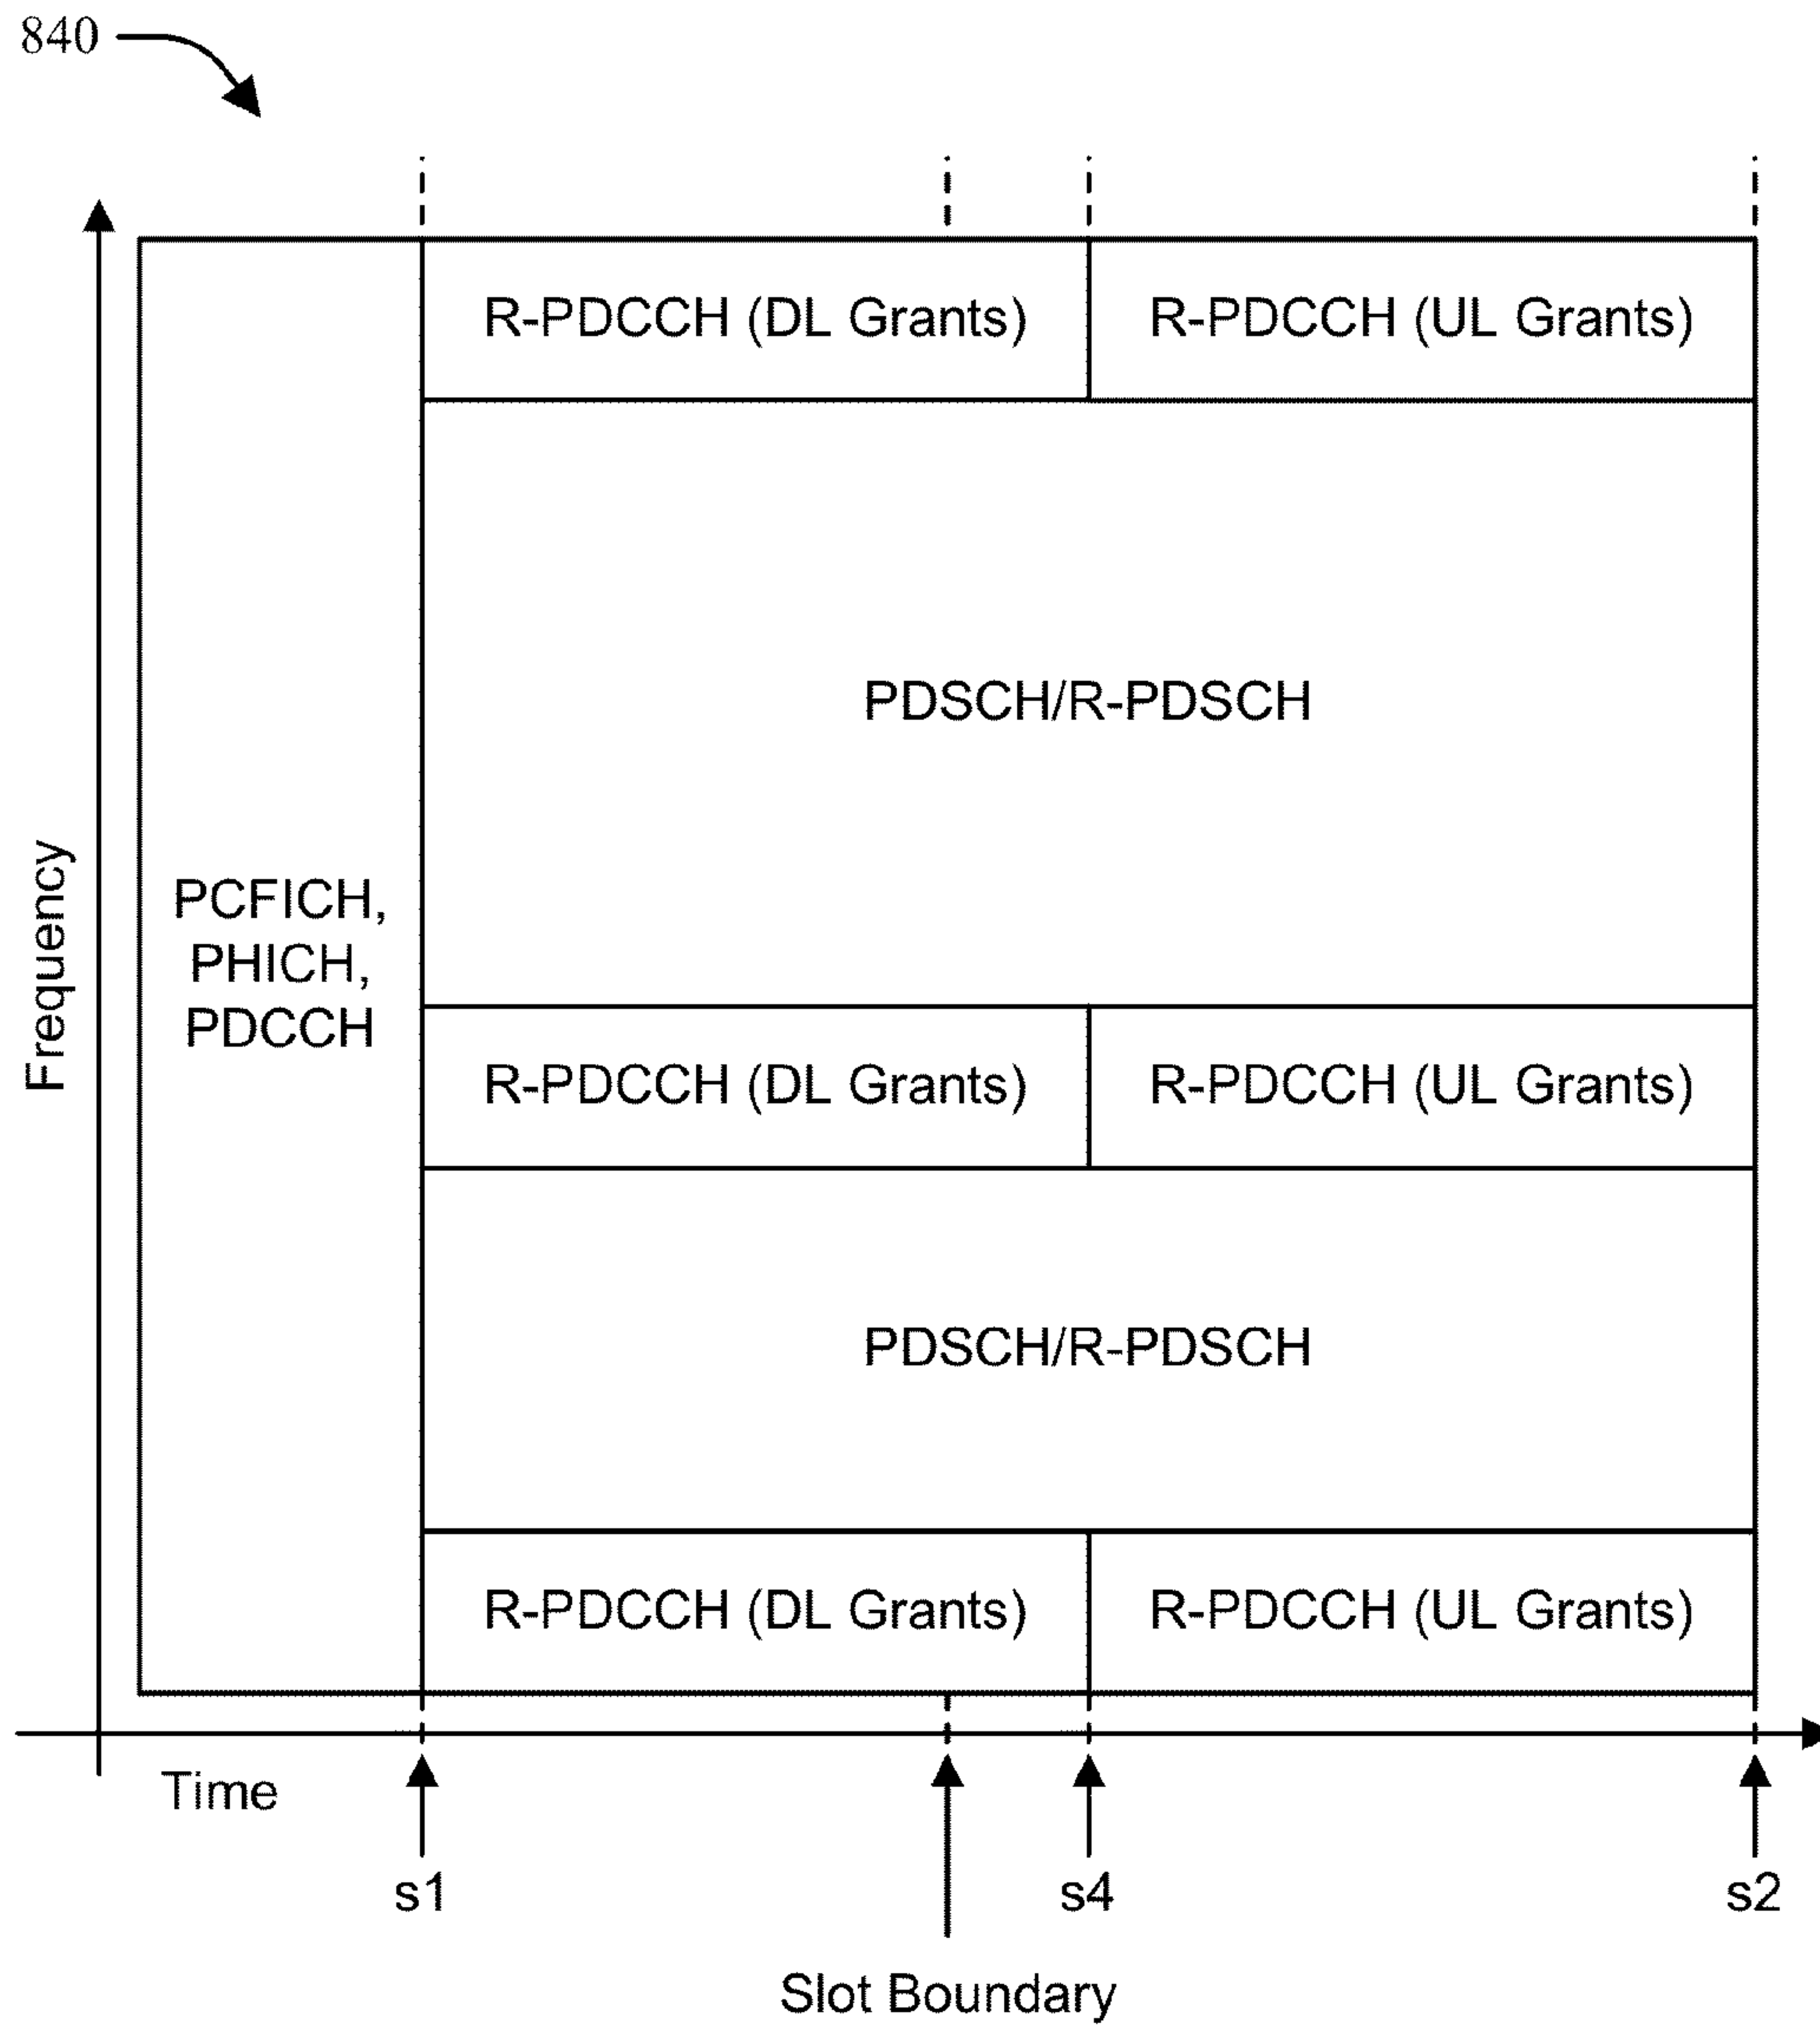 840
R-PDCCH (DL Grants)
R-PDCCH (UL Grants)
PDSCH/R-PDSCH
Frequency
PCFICH,
PHICH,
PDCCH
R-PDCCH (DL Grants)
R-PDCCH (UL Grants)
PDSCH/R-PDSCH
R-PDCCH (DL Grants)
R-PDCCH (UL Grants)
Time
s1
s4
s2
Slot Boundary